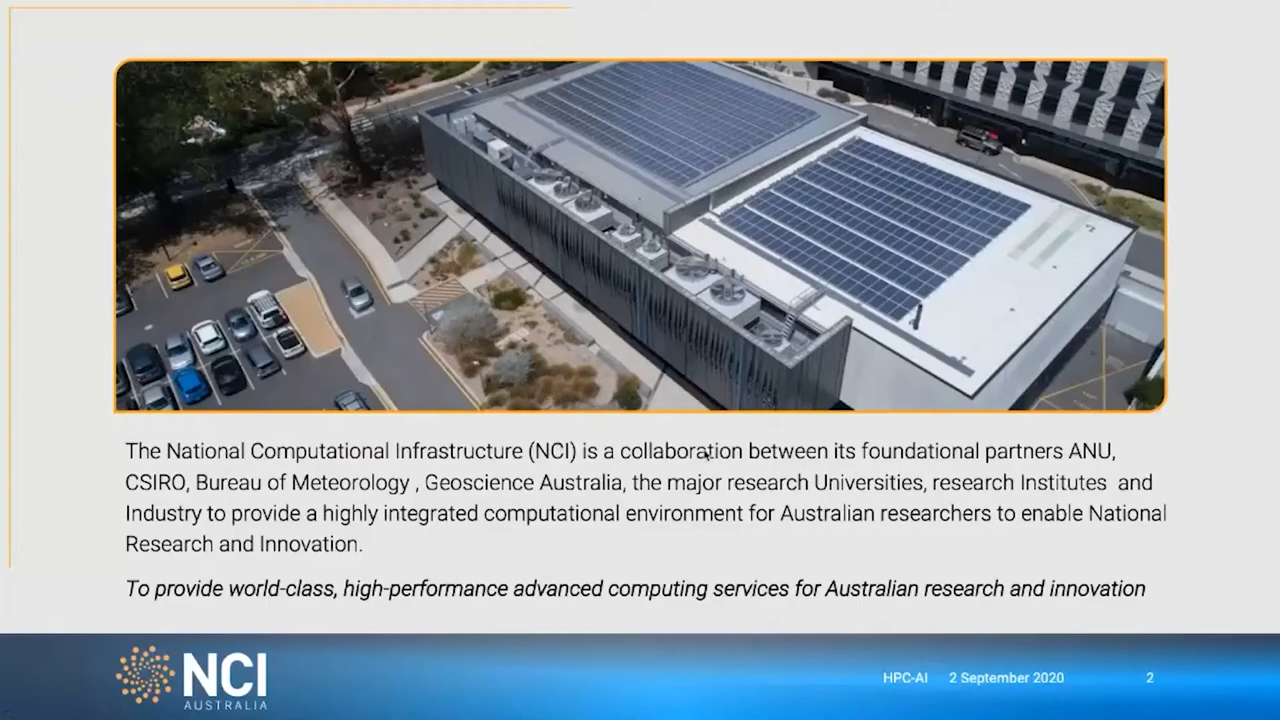 The National Computational Infrastructure (NCI) is a collaboration between its foundational partners ANU,
CSIRO, Bureau of Meteorology , Geoscience Australia, the major research Universities, research Institutes and
Industry to provide a highly integrated computational environment for Australian researchers to enable National
Research and Innovation.
To provide world-class, high-performance advanced computing services for Australian research and innovation
NCI
AUSTRALIA
HPC-AI 2 September 2020 2